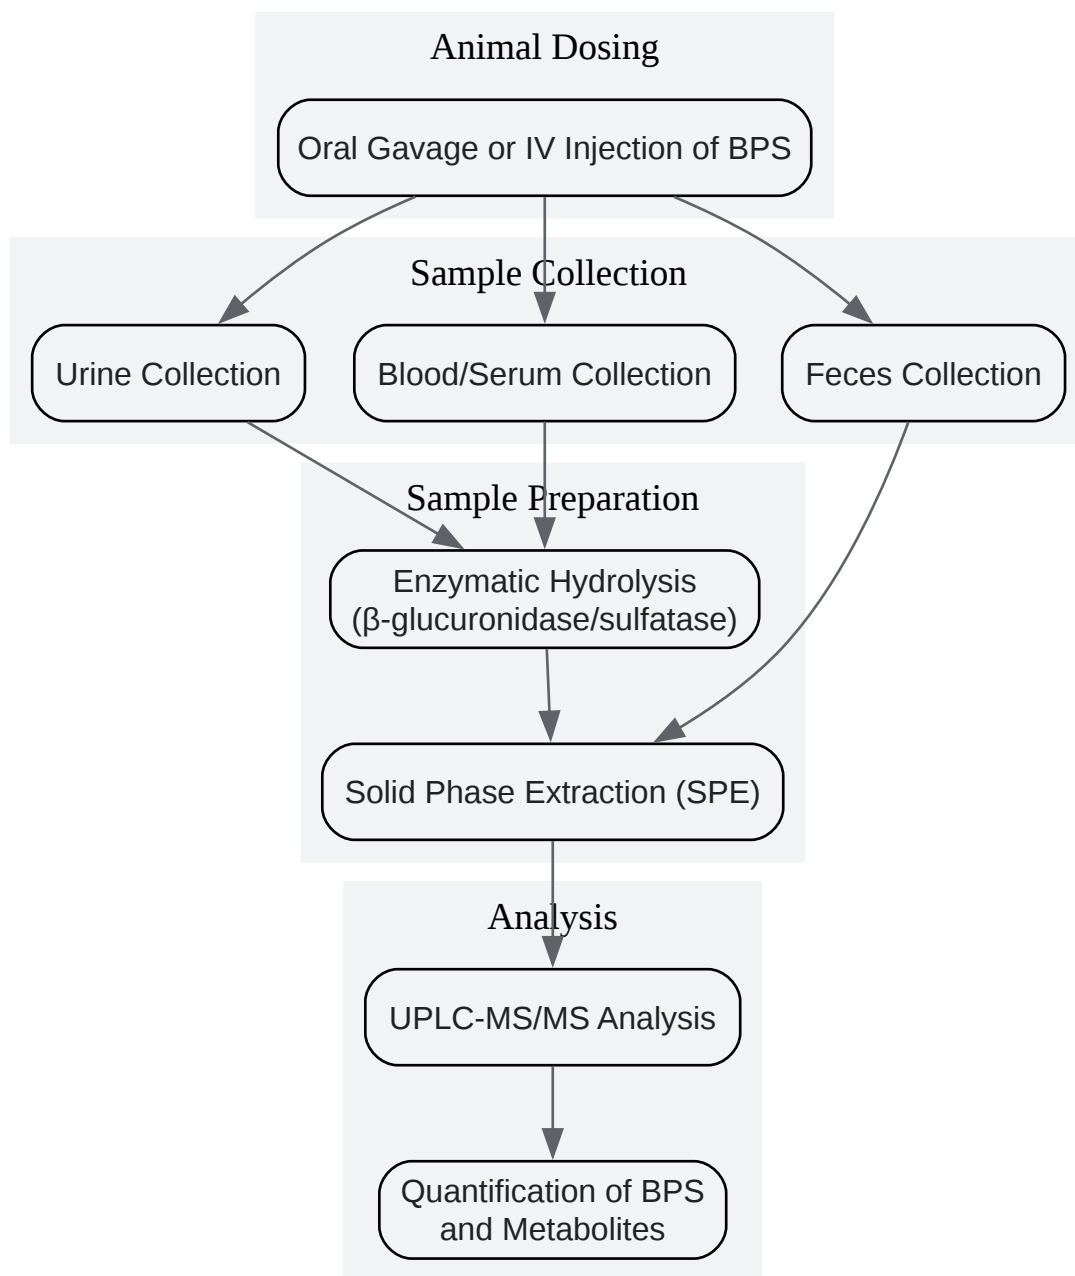 Animal Dosing
Oral Gavage or IV Injection of BPS
Sample Collection
Urine Collection
Blood/Serum Collection
Feces Collection
Sample Preparation
Enzymatic Hydrolysis
(β-glucuronidase/sulfatase)
Solid Phase Extraction (SPE)
Analysis
UPLC-MS/MS Analysis
Quantification of BPS
and Metabolites